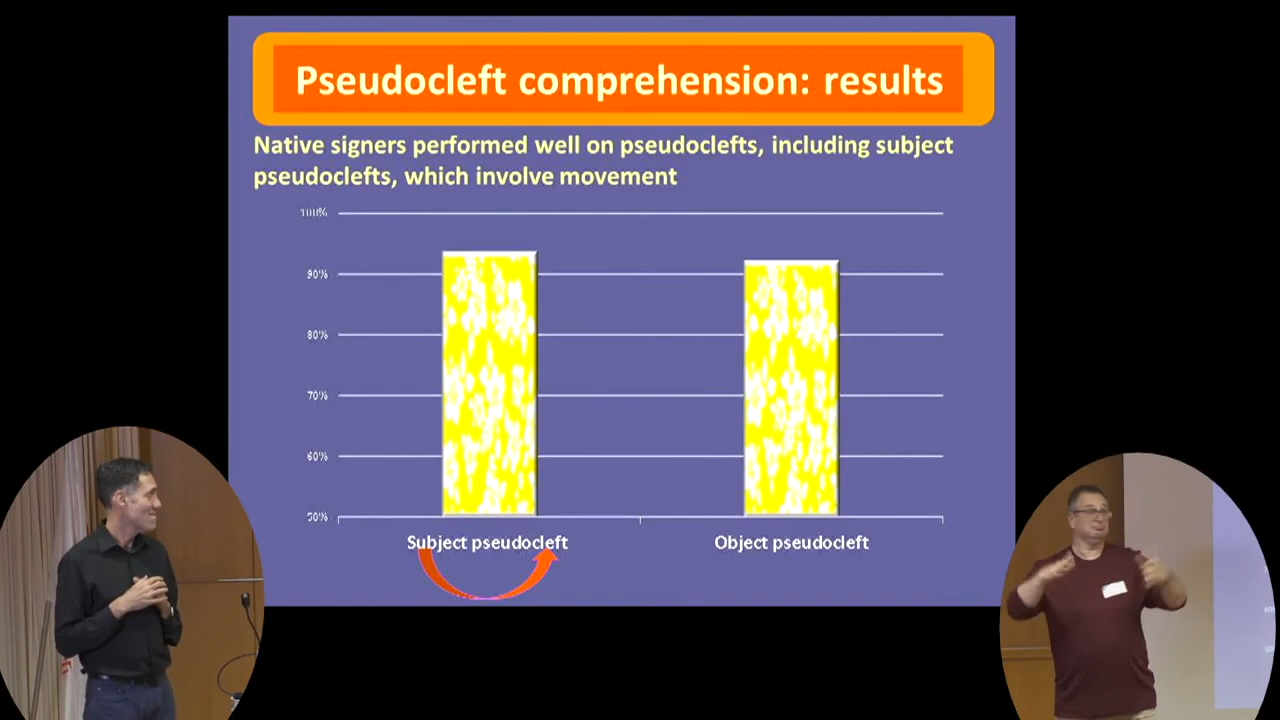 Pseudocleft comprehension: results
Native signers performed well on pseudoclefts, including subject
pseudoclefts, which involve movement
100%
90%
80%
70%
60%
50%
Subject pseudocleft
Object pseudocleft